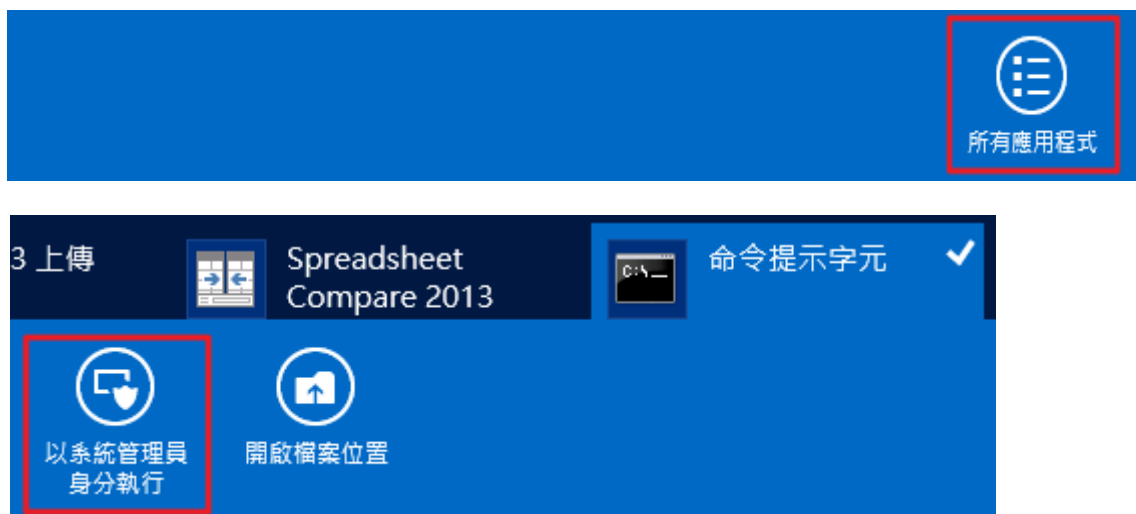 所有應用程式
3 上傳
Spreadsheet
Compare 2013
C:\_
命令提示字元
以系統管理員
身分執行
開啟檔案位置